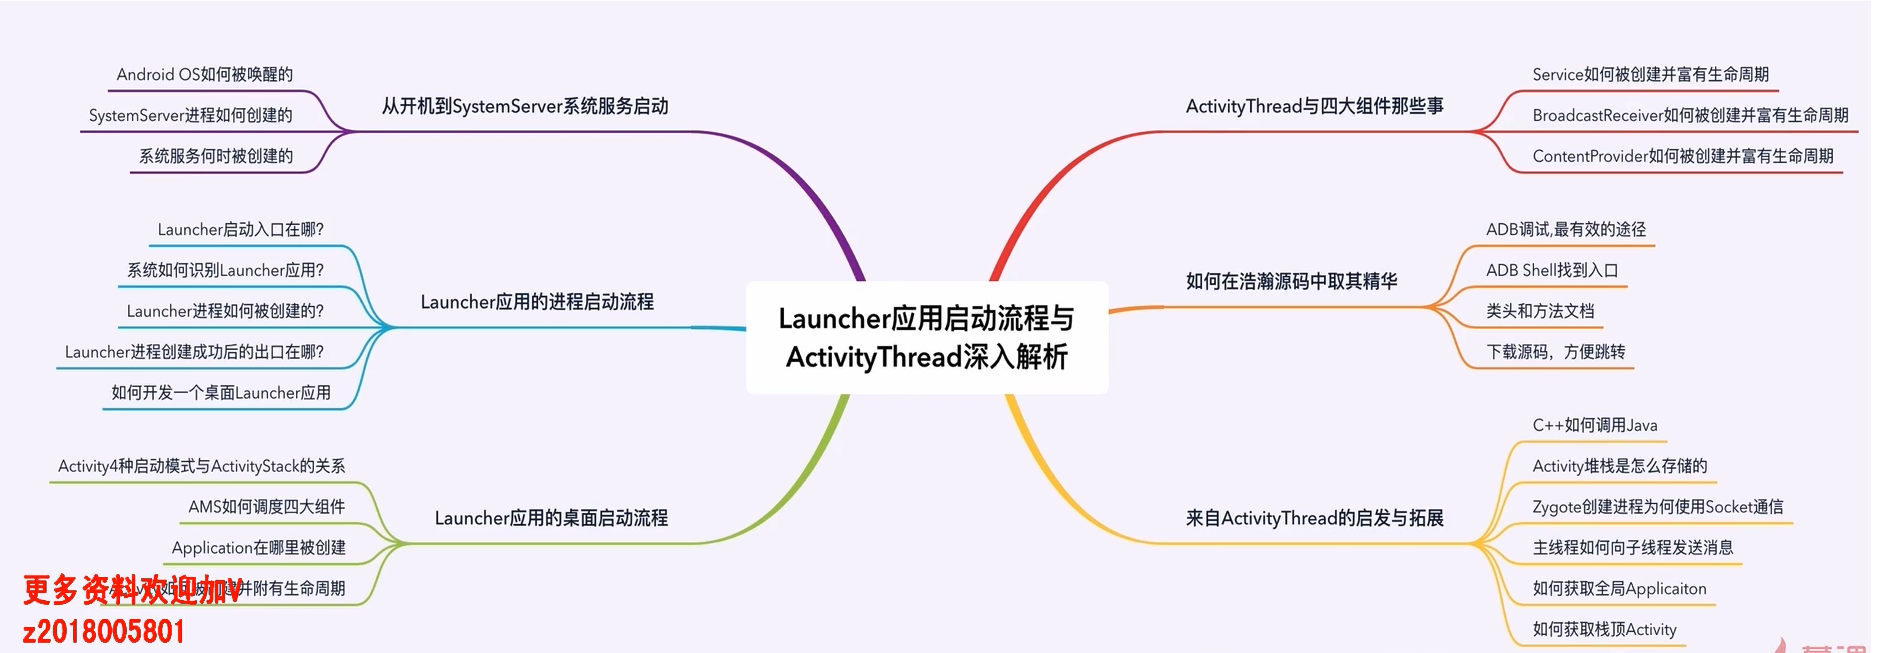 Launcher应用启动流程与
ActivityThread深入解析
从开机到SystemServer系统服务启动
Android OS如何被唤醒的
SystemServer进程如何创建的
系统服务何时被创建的
Launcher应用的进程启动流程
Launcher启动入口在哪?
系统如何识别Launcher应用?
Launcher进程如何被创建的?
Launcher进程创建成功后的出口在哪?
如何开发一个桌面Launcher应用
Launcher应用的桌面启动流程
Activity4种启动模式与ActivityStack的关系
AMS如何调度四大组件
Application在哪里被创建
并附有生命周期
更多资料欢迎加V
z2018005801
ActivityThread与四大组件那些事
Service如何被创建并富有生命周期
BroadcastReceiver如何被创建并富有生命周期
ContentProvider如何被创建并富有生命周期
如何在浩瀚源码中取其精华
ADB调试,最有效的途径
ADB Shell找到入口
类头和方法文档
下载源码，方便跳转
来自ActivityThread的启发与拓展
C++如何调用Java
Activity堆栈是怎么存储的
Zygote创建进程为何使用Socket通信
主线程如何向子线程发送消息
如何获取全局Applicaiton
如何获取栈顶Activity